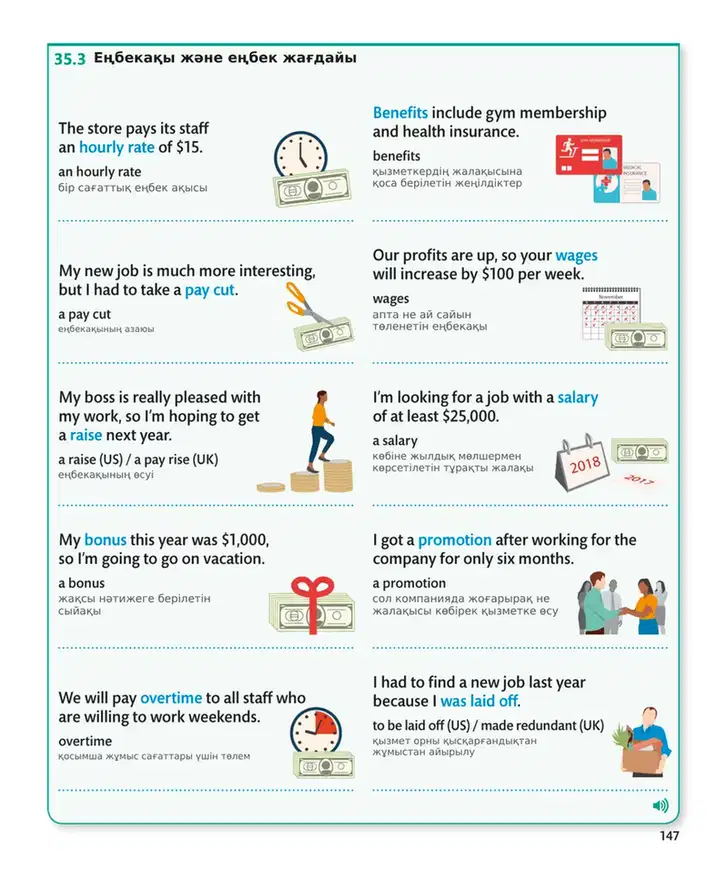 35.3 Еңбекақы және еңбек жағдайы
The store pays its staff
an hourly rate of $15.
an hourly rate
бір сағаттық еңбек ақысы
My new job is much more interesting,
but I had to take a pay cut.
a pay cut
еңбекақының азаюы
My boss is really pleased with
my work, so I’m hoping to get
a raise next year.
a raise (US) / a pay rise (UK)
еңбекақының өсуі
My bonus this year was $1,000,
so I’m going to go on vacation.
a bonus
жақсы нәтижеге берілетін
сыйақы
We will pay overtime to all staff who
are willing to work weekends.
overtime
қосымша жұмыс сағаттары үшін төлем
Benefits include gym membership
and health insurance.
benefits
қызметкердің жалақысына
қоса берілетін жеңілдіктер
GYM MEMBERSHIP
MEDICAL
INSURANCE
Our profits are up, so your wages
will increase by $100 per week.
wages
апта не ай сайын
төленетін еңбекақы
November
I’m looking for a job with a salary
of at least $25,000.
a salary
көбіне жылдық мөлшермен
көрсетілетін тұрақты жалақы
2018
2017
I got a promotion after working for the
company for only six months.
a promotion
сол компанияда жоғарырақ не
жалақысы көбірек қызметке өсу
I had to find a new job last year
because I was laid off.
to be laid off (US) / made redundant (UK)
қызмет орны қысқарғандықтан
жұмыстан айырылу
147